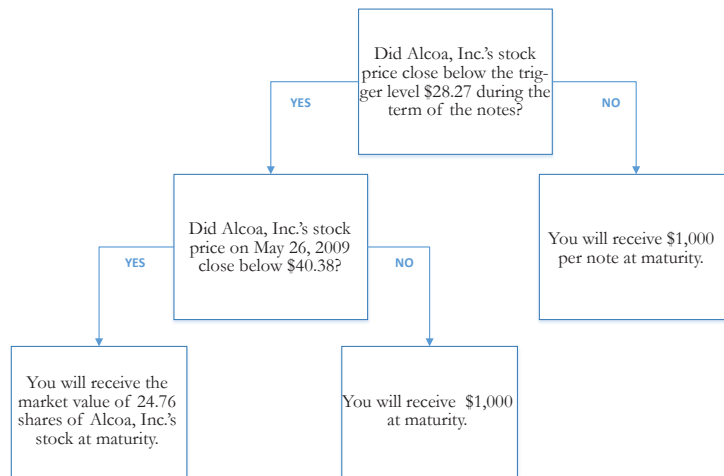 Did Alcoa, Inc.'s stock
price close below the trig-
ger level $28.27 during the
term of the notes?
YES
NO
Did Alcoa, Inc.'s stock
price on May 26, 2009
close below $40.38?
You will receive $1,000
per note at maturity.
YES
NO
You will receive the
market value of 24.76
shares of Alcoa, Inc.'s
stock at maturity.
You will receive $1,000
at maturity.